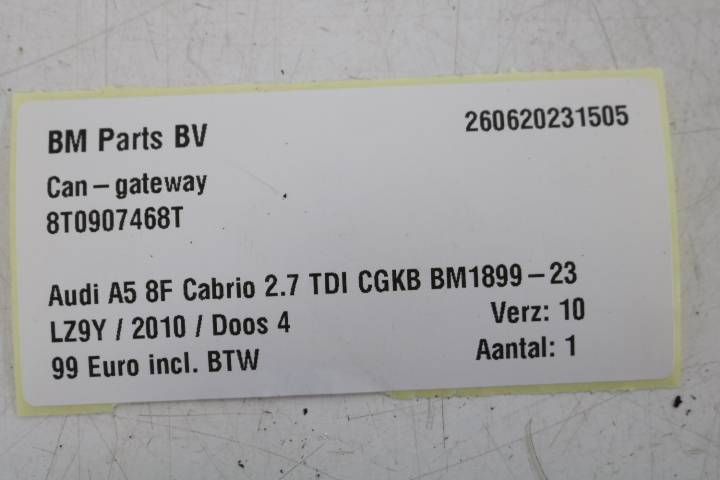 BM Parts BV
260620231505
Can-gateway
8T0907468T
Audi A5 8F Cabrio 2.7 TDI CGKB BM1899-23
LZ9Y / 2010 / Doos 4
Verz: 10
99 Euro incl. BTW
Aantal: 1